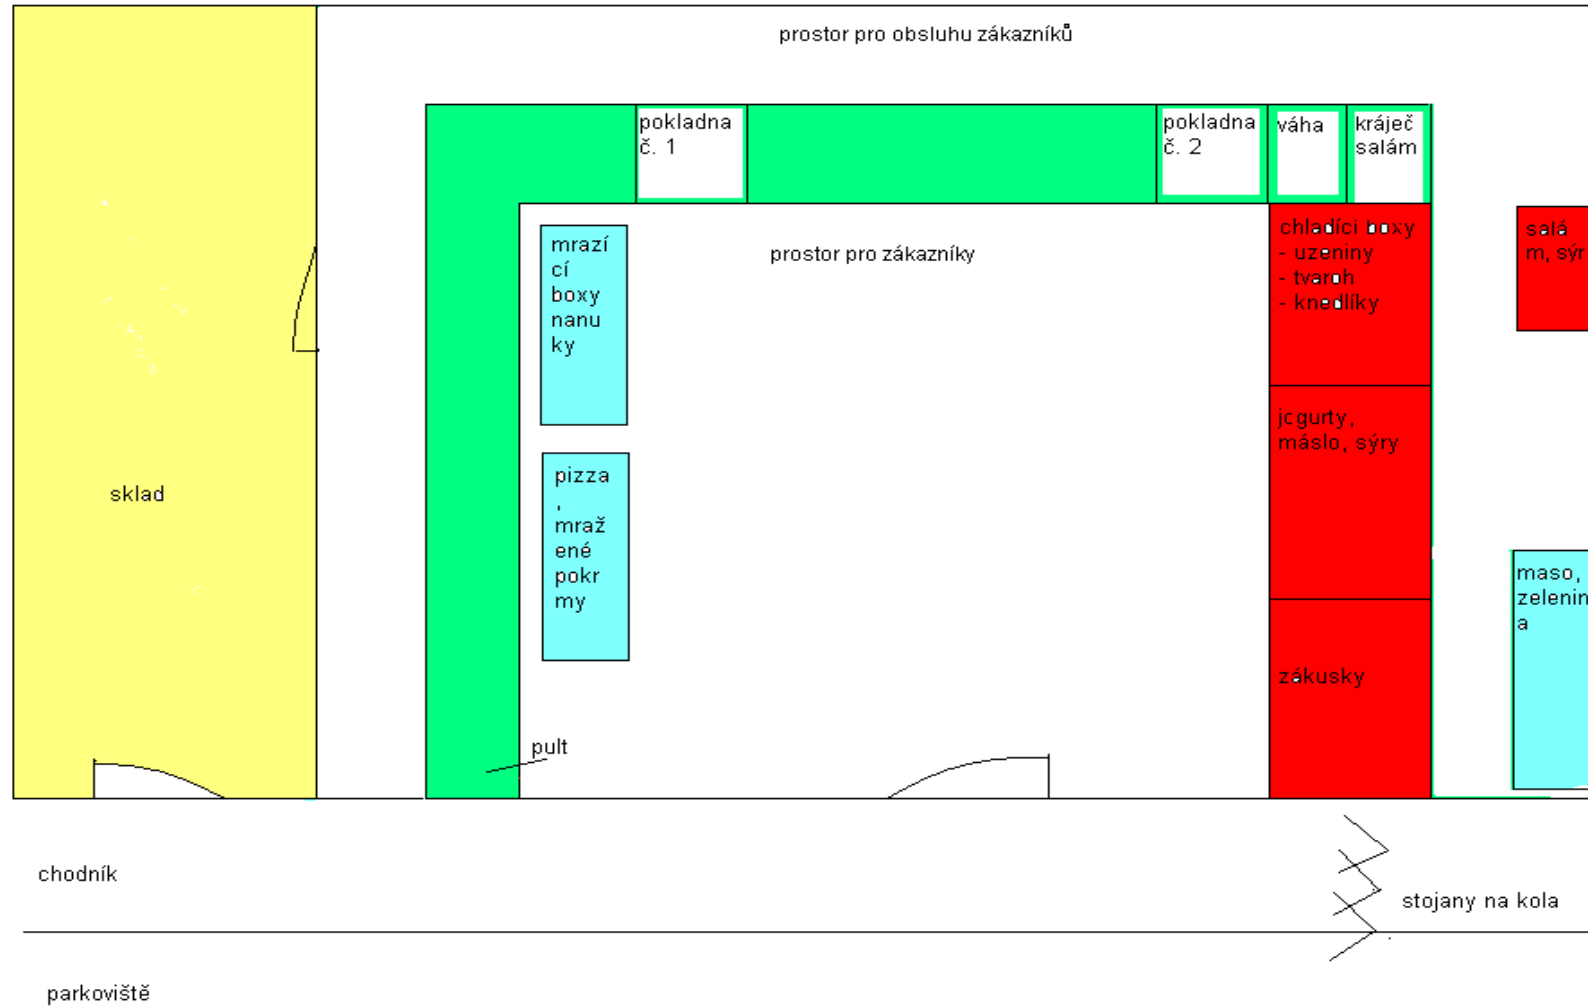 prostor pro obsluhu zákazníků
pokladna
č. 1
pokladna
č. 2
váha
kráječ
salám
mrazí
cí
boxy
nanu
ky
prostor pro zákazníky
chladíci boxy
- uzeniny
- tvaroh
- knedlíky
salá
m, sýr
jogurty,
máslo, sýry
pizza
,
mraž
ené
pokr
my
sklad
maso,
zelenin
a
zákusky
pult
chodník
stojany na kola
parkoviště